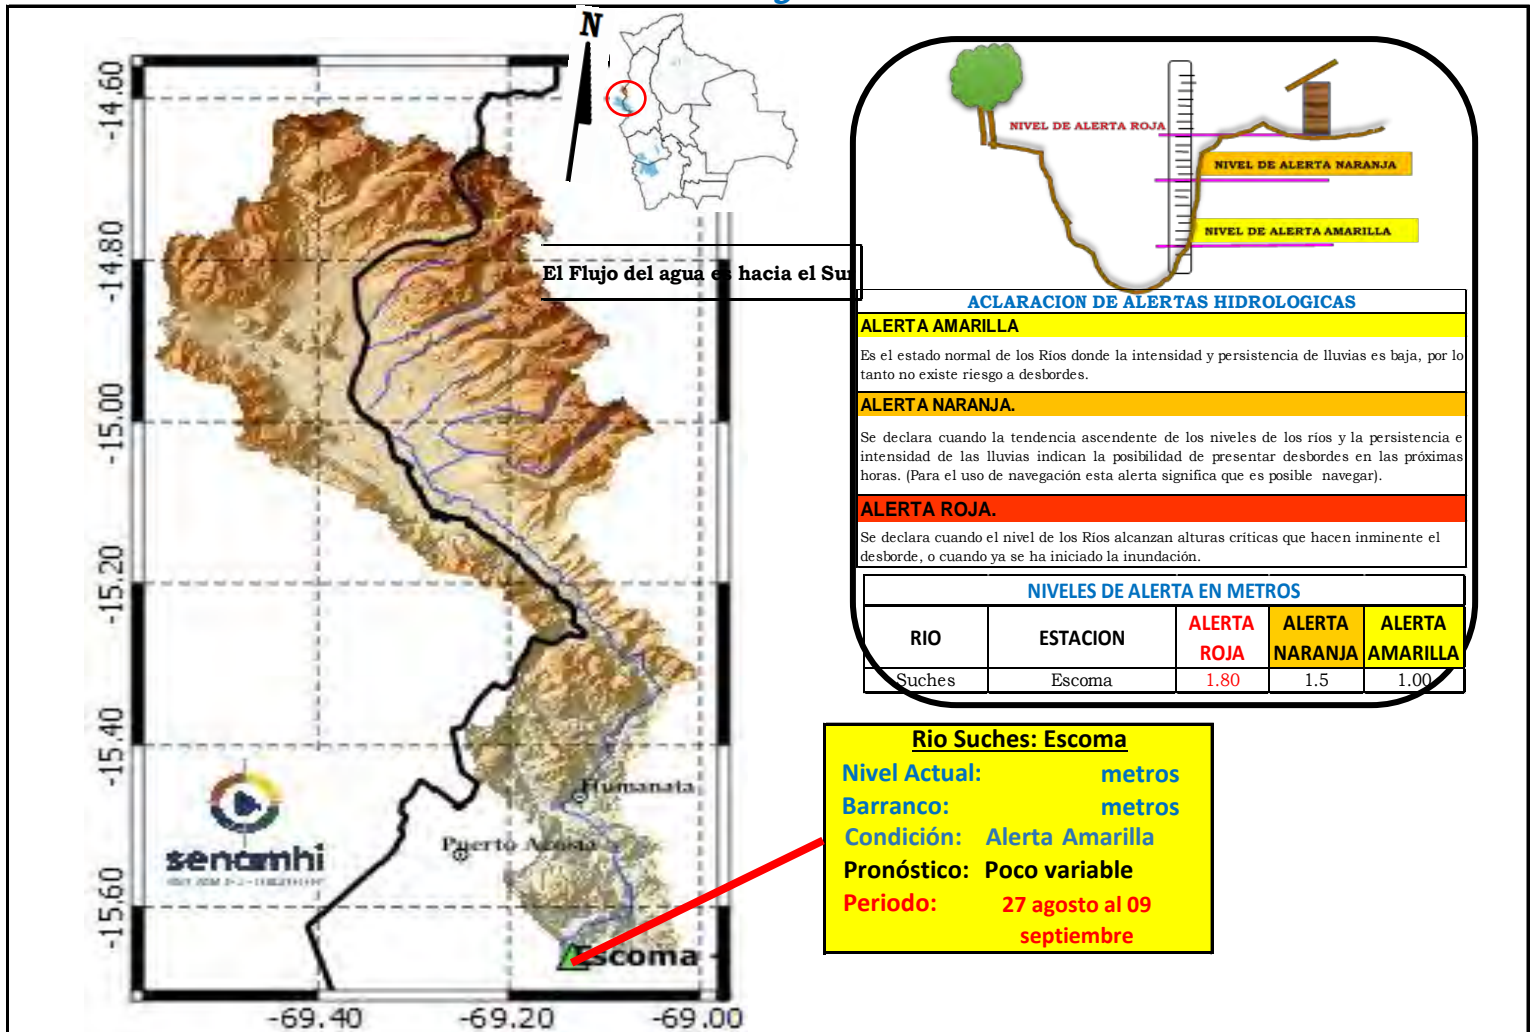 N
-14.60
-14.80
-15.00
-15.20
-15.40
-15.60
-69.40
-69.20
-69.00
El Flujo del agua es hacia el Sur
Humanata
Puerto Acosta
Escoma
senamhi
NIVEL DE ALERTA ROJA
NIVEL DE ALERTA NARANJA
NIVEL DE ALERTA AMARILLA
ACLARACION DE ALERTAS HIDROLOGICAS
ALERTA AMARILLA
Es el estado normal de los Ríos donde la intensidad y persistencia de lluvias es baja, por lo
tanto no existe riesgo a desbordes.
ALERTA NARANJA.
Se declara cuando la tendencia ascendente de los niveles de los ríos y la persistencia e
intensidad de las lluvias indican la posibilidad de presentar desbordes en las próximas
horas. (Para el uso de navegación esta alerta significa que es posible navegar).
ALERTA ROJA.
Se declara cuando el nivel de los Ríos alcanzan alturas críticas que hacen inminente el
desborde, o cuando ya se ha iniciado la inundación.
NIVELES DE ALERTA EN METROS
RIO ESTACION ALERTA ROJA ALERTA NARANJA ALERTA AMARILLA
Suches Escoma 1.80 1.5 1.00
Rio Suches: Escoma
Nivel Actual: metros
Barranco: metros
Condición: Alerta Amarilla
Pronóstico: Poco variable
Periodo: 27 agosto al 09
septiembre